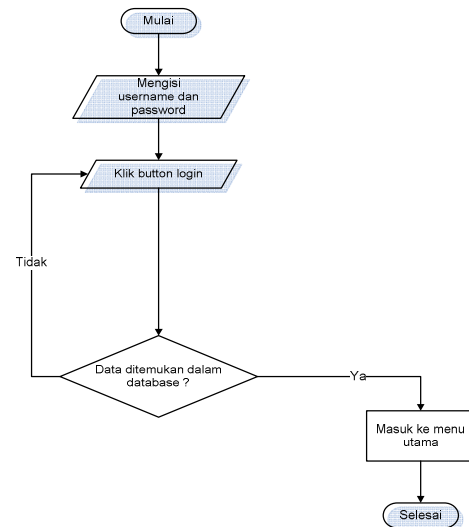 Mulai
Mengisi
username dan
password
Klik button login
Tidak
Data ditemukan dalam
database ?
Ya
Masuk ke menu
utama
Selesai